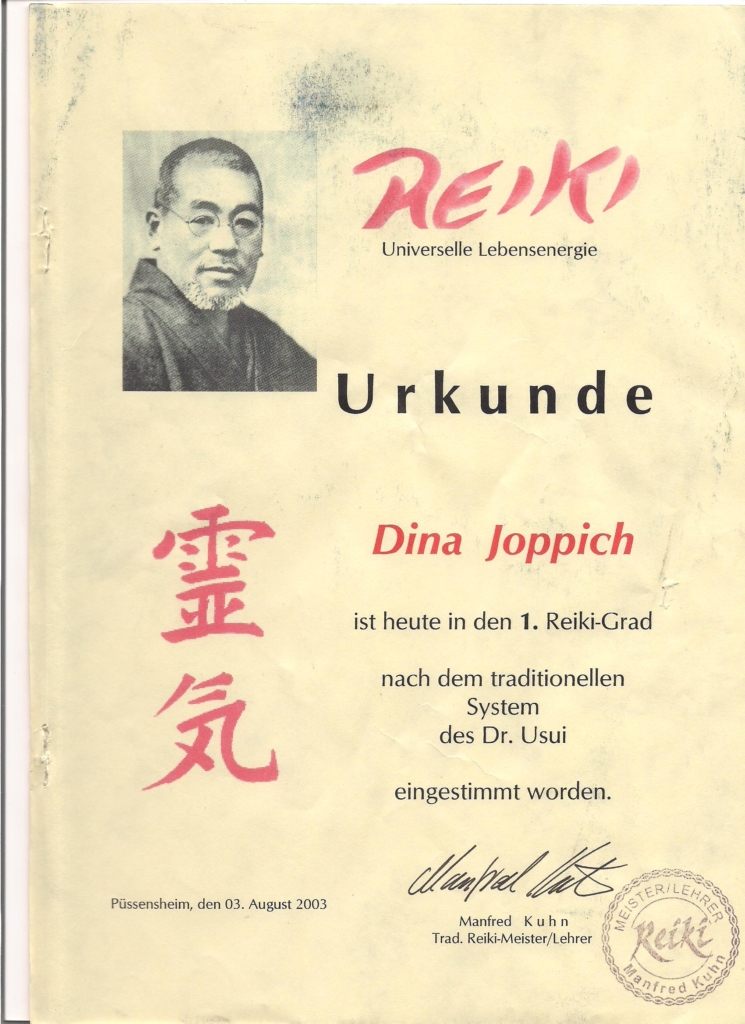 REIKI
Universelle Lebensenergie
Urkunde
靈
気
Dina Joppich
ist heute in den 1. Reiki-Grad
nach dem traditionellen
System
des Dr. Usui
eingestimmt worden.
Püssensheim, den 03. August 2003
Manfred Kuhn
Trad. Reiki-Meister/Lehrer
MEISTER/LEHRER
Reiki
Manfred Kuhn